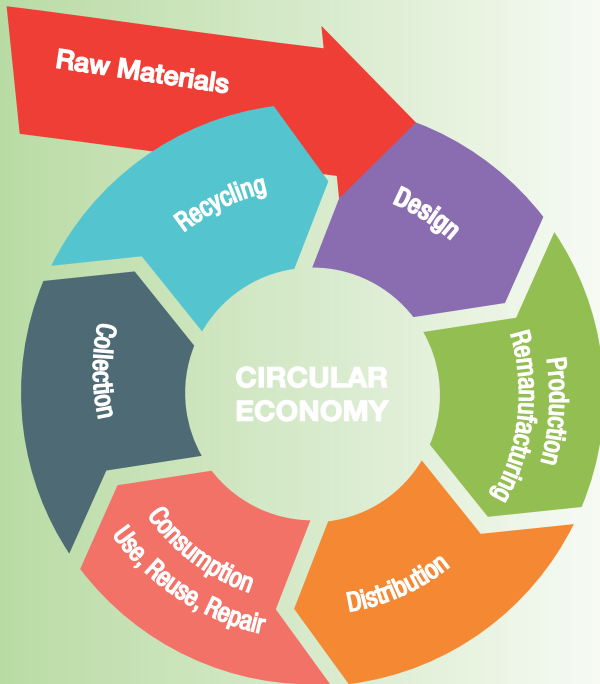 Raw Materials
Design
Production
Remanufacturing
Distribution
Consumption
Use, Reuse, Repair
Collection
Recycling
CIRCULAR
ECONOMY